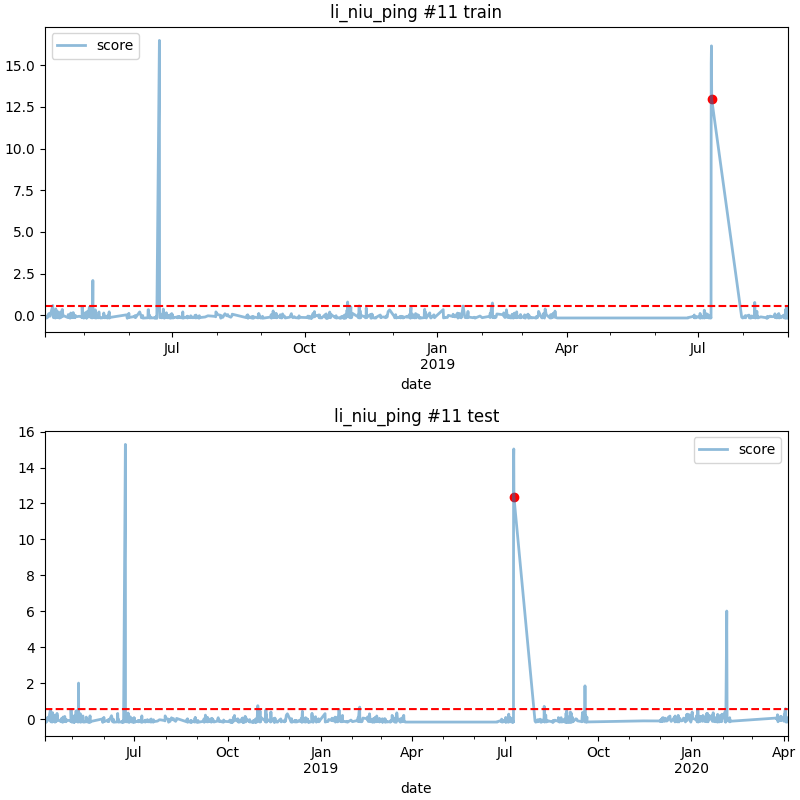 li_niu_ping #11 train
score
15.0
12.5
10.0
7.5
5.0
2.5
0.0
Jul Oct Jan Apr Jul
2019
date
li_niu_ping #11 test
score
16
14
12
10
8
6
4
2
0
Jul Oct Jan Apr Jul Oct Jan Apr
2019 2020
date